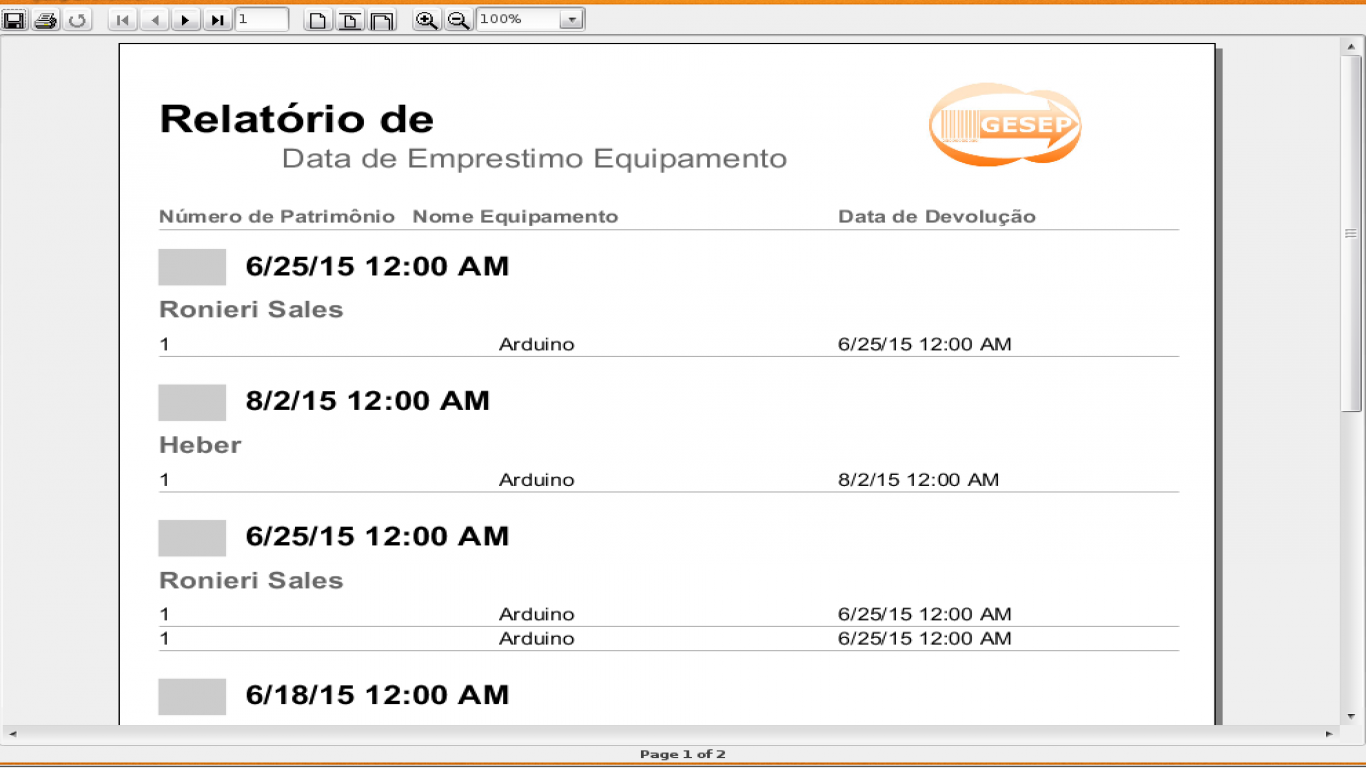 1
100%
Relatório de
GESEP
Data de Emprestimo Equipamento
Número de Patrimônio Nome Equipamento Data de Devolução
6/25/15 12:00 AM
Ronieri Sales
1 Arduino 6/25/15 12:00 AM
8/2/15 12:00 AM
Heber
1 Arduino 8/2/15 12:00 AM
6/25/15 12:00 AM
Ronieri Sales
1 Arduino 6/25/15 12:00 AM
1 Arduino 6/25/15 12:00 AM
6/18/15 12:00 AM
Page 1 of 2